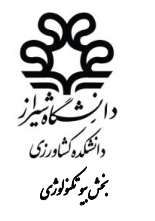 دانشگاه شیراز
دانشکده کشاورزی
بخش بیوتکنولوژی